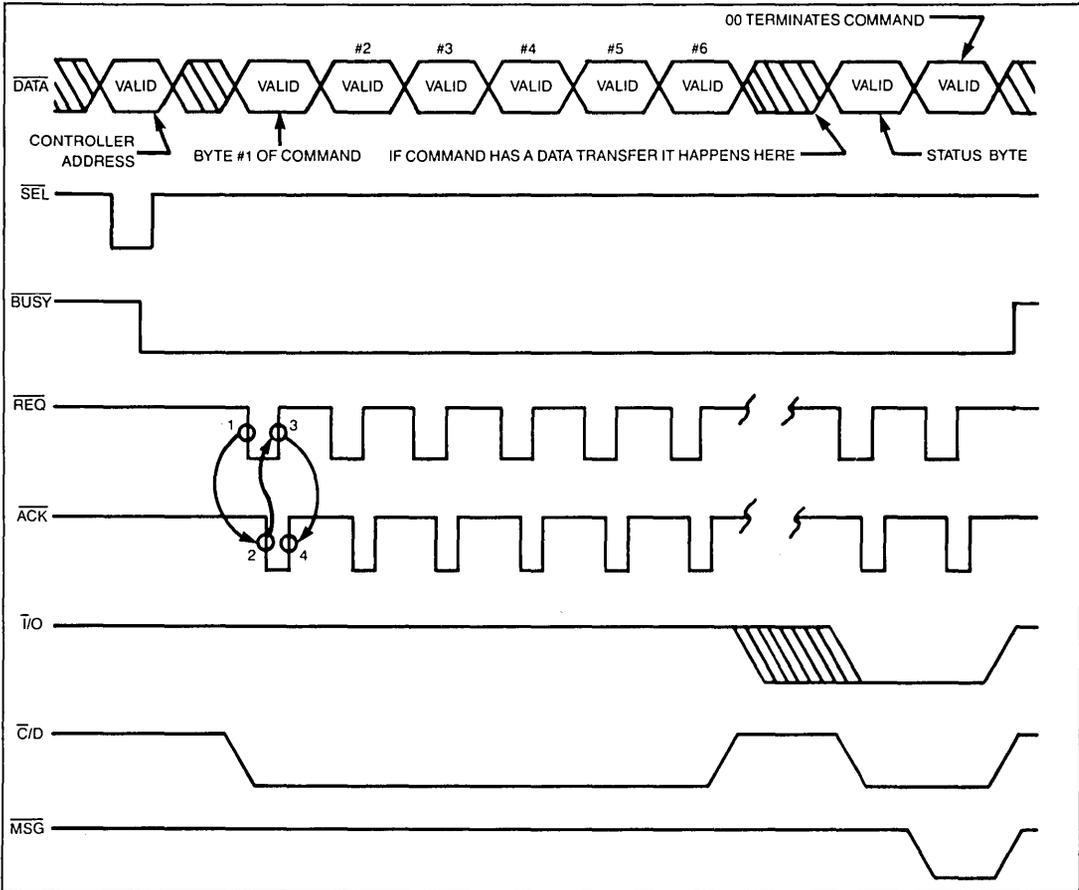 00 TERMINATES COMMAND
#2 #3 #4 #5 #6
DATA VALID VALID VALID VALID VALID VALID VALID VALID VALID
CONTROLLER
ADDRESS
BYTE #1 OF COMMAND
IF COMMAND HAS A DATA TRANSFER IT HAPPENS HERE
STATUS BYTE
SEL
BUSY
REQ
1 3
ACK
2 4
I/O
C/D
MSG